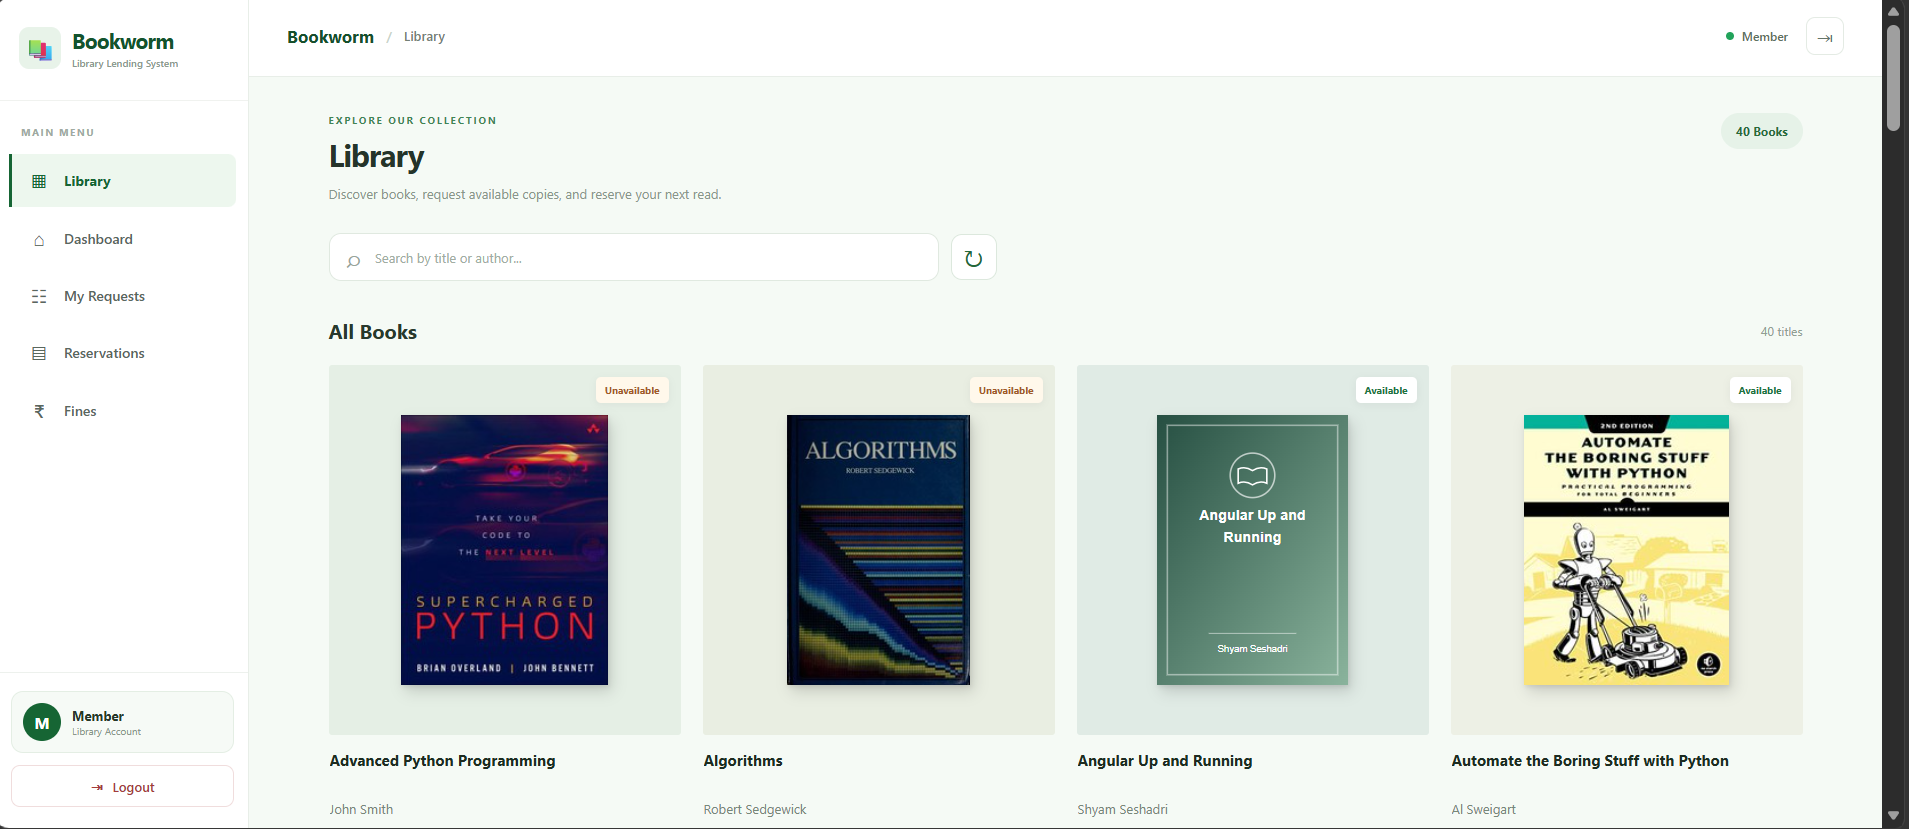 Bookworm
Library Lending System
MAIN MENU
Library
Dashboard
My Requests
Reservations
₹ Fines
M
Member
Library Account
Logout
Bookworm / Library
Member
EXPLORE OUR COLLECTION
Library
40 Books
Discover books, request available copies, and reserve your next read.
Search by title or author...
All Books
40 titles
Unavailable
TAKE YOUR
CODE TO
THE NEXT LEVEL
SUPERCHARGED
PYTHON
BRIAN OVERLAND | JOHN BENNETT
Advanced Python Programming
John Smith
Unavailable
ALGORITHMS
ROBERT SEDGEWICK
Algorithms
Robert Sedgewick
Available
Angular Up and
Running
Shyam Seshadri
Angular Up and Running
Shyam Seshadri
Available
2ND EDITION
AUTOMATE
THE BORING STUFF
WITH PYTHON
PRACTICAL PROGRAMMING
FOR TOTAL BEGINNERS
AL SWEIGART
Automate the Boring Stuff with Python
Al Sweigart